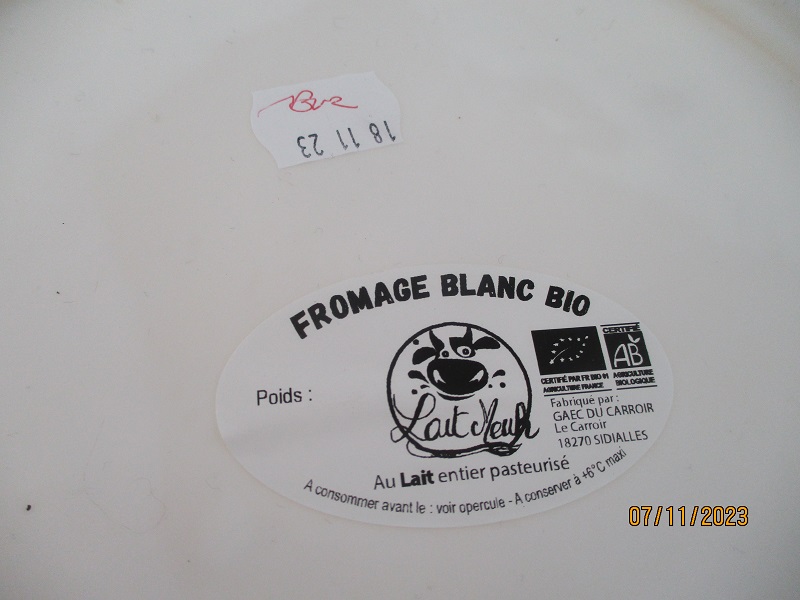 18 11 23
FROMAGE BLANC BIO
Poids :
Lait Meuh
CERTIFIÉ PAR FR BIO 01
AGRICULTURE FRANCE
CERTIFIÉ
AB
AGRICULTURE
BIOLOGIQUE
Fabriqué par :
GAEC DU CARROIR
Le Carroir
18270 SIDIALLES
Au Lait entier pasteurisé
A consommer avant le : voir opercule - A conserver à +6°C maxi
07/11/2023